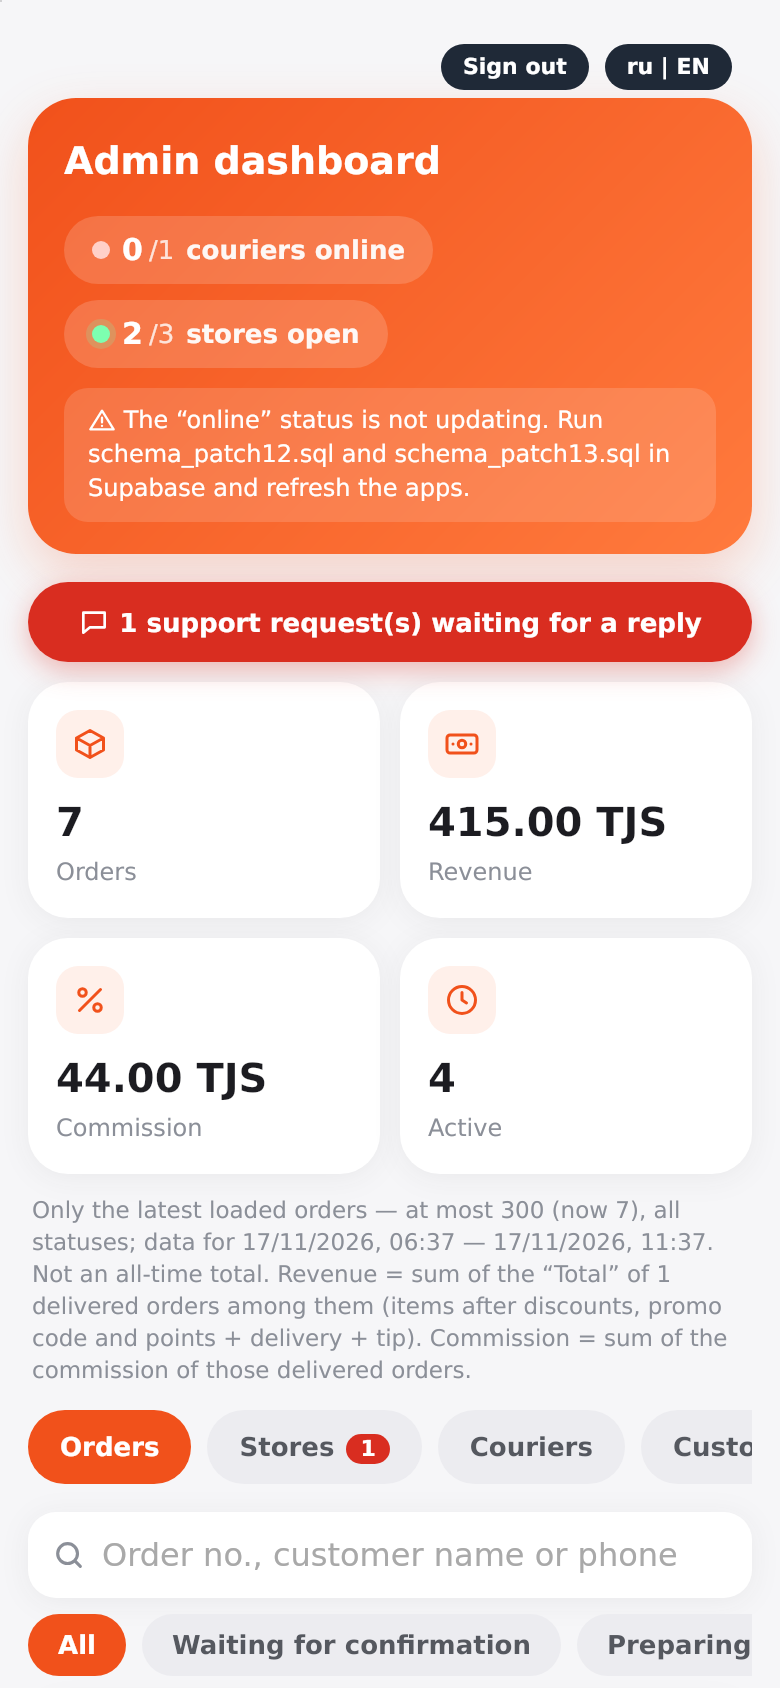 Sign out
ru | EN
Admin dashboard
0 /1 couriers online
2 /3 stores open
The “online” status is not updating. Run
schema_patch12.sql and schema_patch13.sql in
Supabase and refresh the apps.
1 support request(s) waiting for a reply
7
Orders
415.00 TJS
Revenue
44.00 TJS
Commission
4
Active
Only the latest loaded orders — at most 300 (now 7), all
statuses; data for 17/11/2026, 06:37 — 17/11/2026, 11:37.
Not an all-time total. Revenue = sum of the “Total” of 1
delivered orders among them (items after discounts, promo
code and points + delivery + tip). Commission = sum of the
commission of those delivered orders.
Orders
Stores 1
Couriers
Custo
Order no., customer name or phone
All
Waiting for confirmation
Preparing